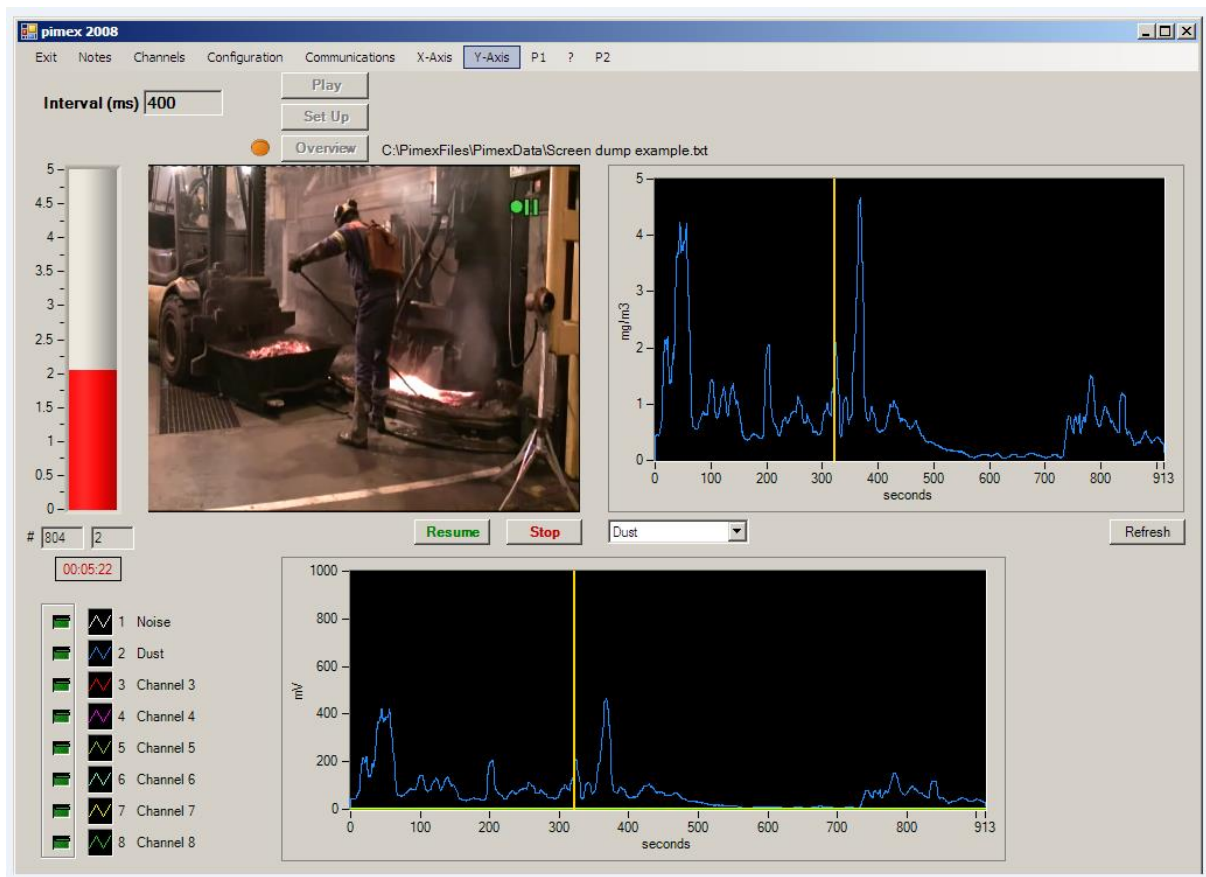 pimex 2008
Exit Notes Channels Configuration Communications X-Axis Y-Axis P1 ? P2
Play
Interval (ms) 400
Set Up
Overview C:\PimexFiles\PimexData\Screen dump example.txt
5
4.5
4
3.5
3
2.5
2
1.5
1
0.5
0
5
4
3
2
1
0
mg/m3
0 100 200 300 400 500 600 700 800 913
seconds
# 804 2
Resume Stop Dust Refresh
00:05:22
1 Noise
2 Dust
3 Channel 3
4 Channel 4
5 Channel 5
6 Channel 6
7 Channel 7
8 Channel 8
1000
800
600
400
200
0
mV
0 100 200 300 400 500 600 700 800 913
seconds